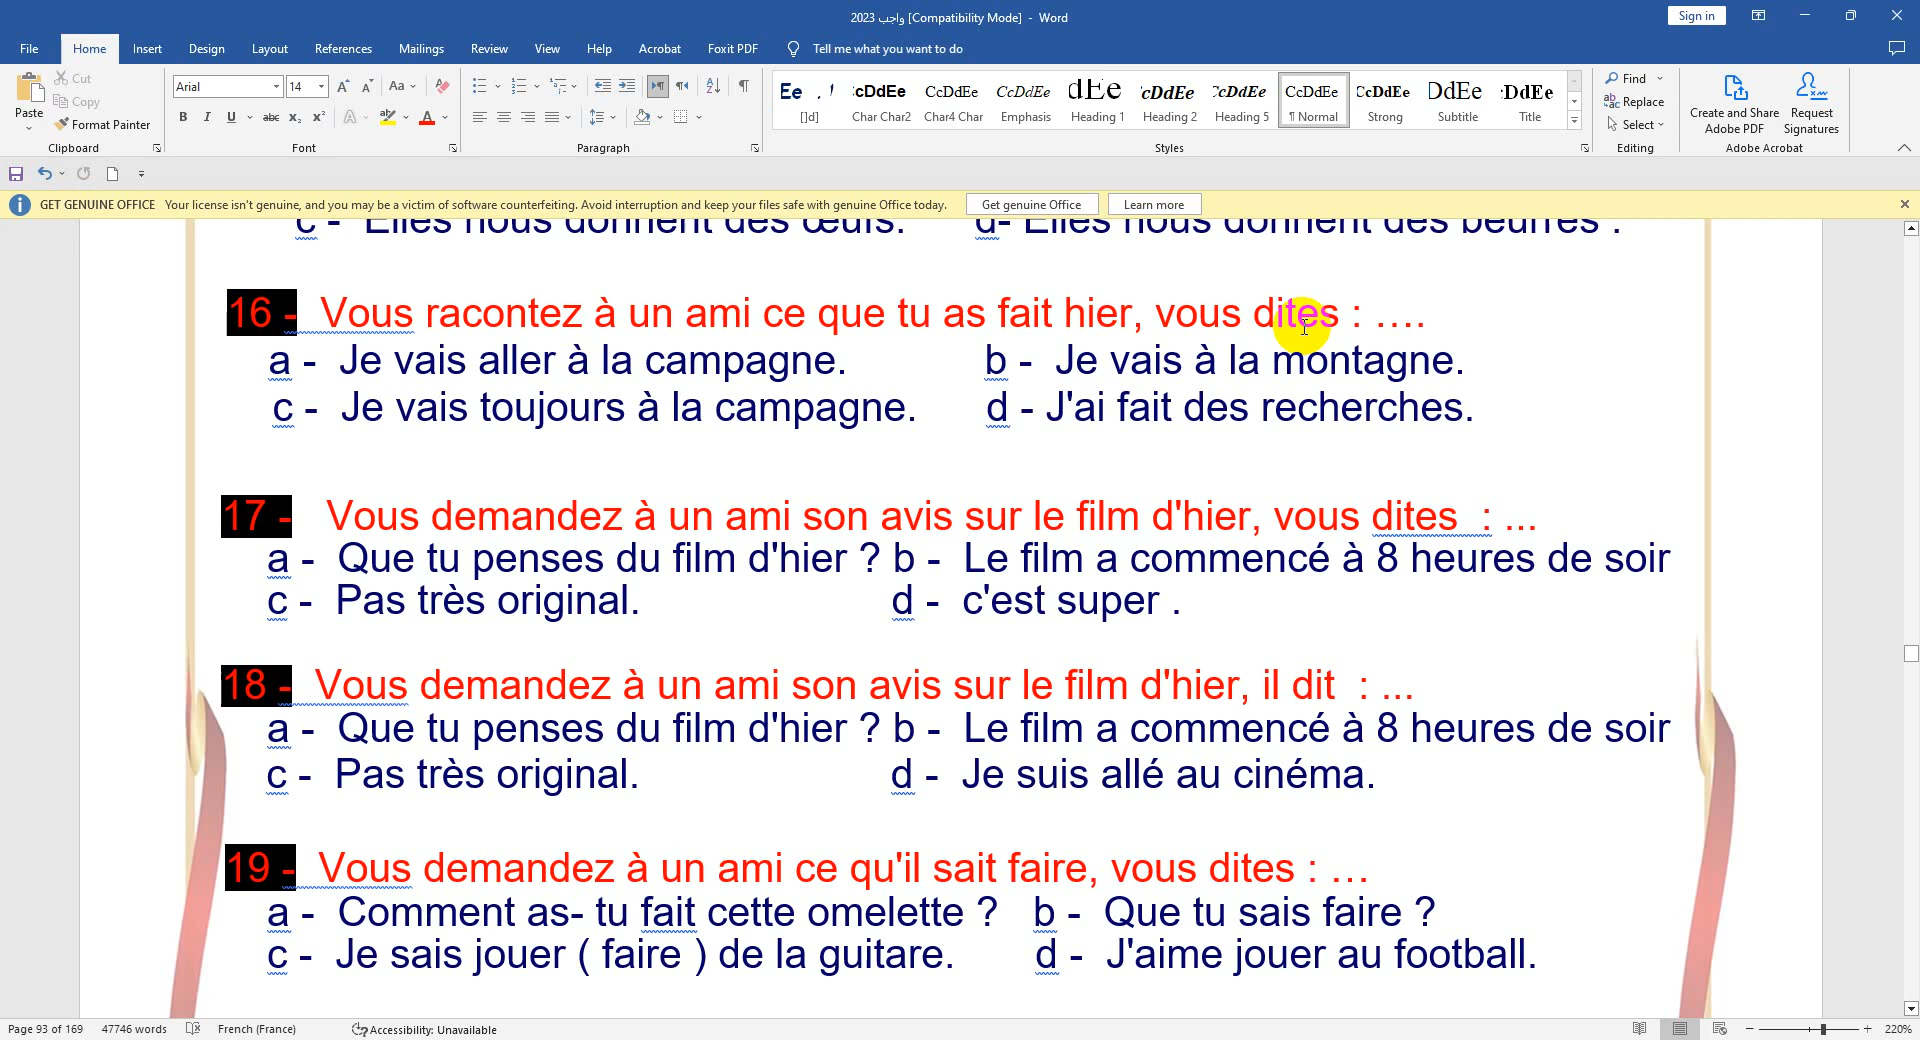 واجب 2023 [Compatibility Mode] - Word
Sign in
File Home Insert Design Layout References Mailings Review View Help Acrobat Foxit PDF Tell me what you want to do
Paste
Cut
Copy
Format Painter
Clipboard
Arial 14
Font
Paragraph
[]d] Char Char2 Char4 Char Emphasis Heading 1 Heading 2 Heading 5 ¶ Normal Strong Subtitle Title
Styles
Find
Replace
Select
Editing
Create and Share Adobe PDF
Request Signatures
Adobe Acrobat
GET GENUINE OFFICE Your license isn't genuine, and you may be a victim of software counterfeiting. Avoid interruption and keep your files safe with genuine Office today. Get genuine Office Learn more
c - Elles nous donnent des œufs. d- Elles nous donnent des beurres .
16 - Vous racontez à un ami ce que tu as fait hier, vous dites : ….
a - Je vais aller à la campagne. b - Je vais à la montagne.
c - Je vais toujours à la campagne. d - J'ai fait des recherches.
17 - Vous demandez à un ami son avis sur le film d'hier, vous dites : ...
a - Que tu penses du film d'hier ? b - Le film a commencé à 8 heures de soir
c - Pas très original. d - c'est super .
18 - Vous demandez à un ami son avis sur le film d'hier, il dit : ...
a - Que tu penses du film d'hier ? b - Le film a commencé à 8 heures de soir
c - Pas très original. d - Je suis allé au cinéma.
19 - Vous demandez à un ami ce qu'il sait faire, vous dites : …
a - Comment as- tu fait cette omelette ? b - Que tu sais faire ?
c - Je sais jouer ( faire ) de la guitare. d - J'aime jouer au football.
Page 93 of 169 47746 words French (France) Accessibility: Unavailable 220%